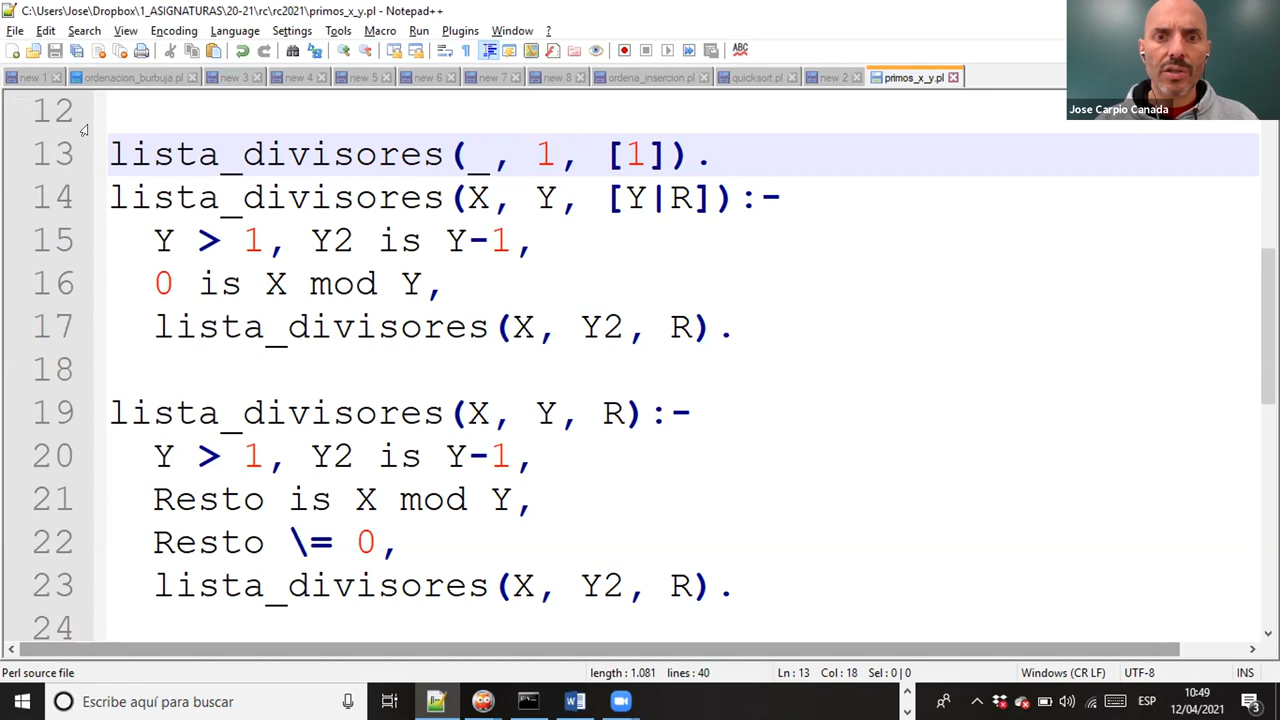 C:\Users\Jose\Dropbox\1_ASIGNATURAS\20-21\rc\rc2021\primos_x_y.pl - Notepad++
File Edit Search View Encoding Language Settings Tools Macro Run Plugins Window ?
new 1 ordenacion_burbuja.pl new 3 new 4 new 5 new 6 new 7 new 8 ordena_insercion.pl quicksort.pl new 2 primos_x_y.pl
Jose Carpio Canada
12
13 lista_divisores(_, 1, [1]).
14 lista_divisores(X, Y, [Y|R]):-
15 Y > 1, Y2 is Y-1,
16 0 is X mod Y,
17 lista_divisores(X, Y2, R).
18
19 lista_divisores(X, Y, R):-
20 Y > 1, Y2 is Y-1,
21 Resto is X mod Y,
22 Resto \= 0,
23 lista_divisores(X, Y2, R).
24
Perl source file length : 1.081 lines : 40 Ln : 13 Col : 18 Sel : 0 | 0 Windows (CR LF) UTF-8 INS
Escribe aquí para buscar ESP 10:49
12/04/2021 3